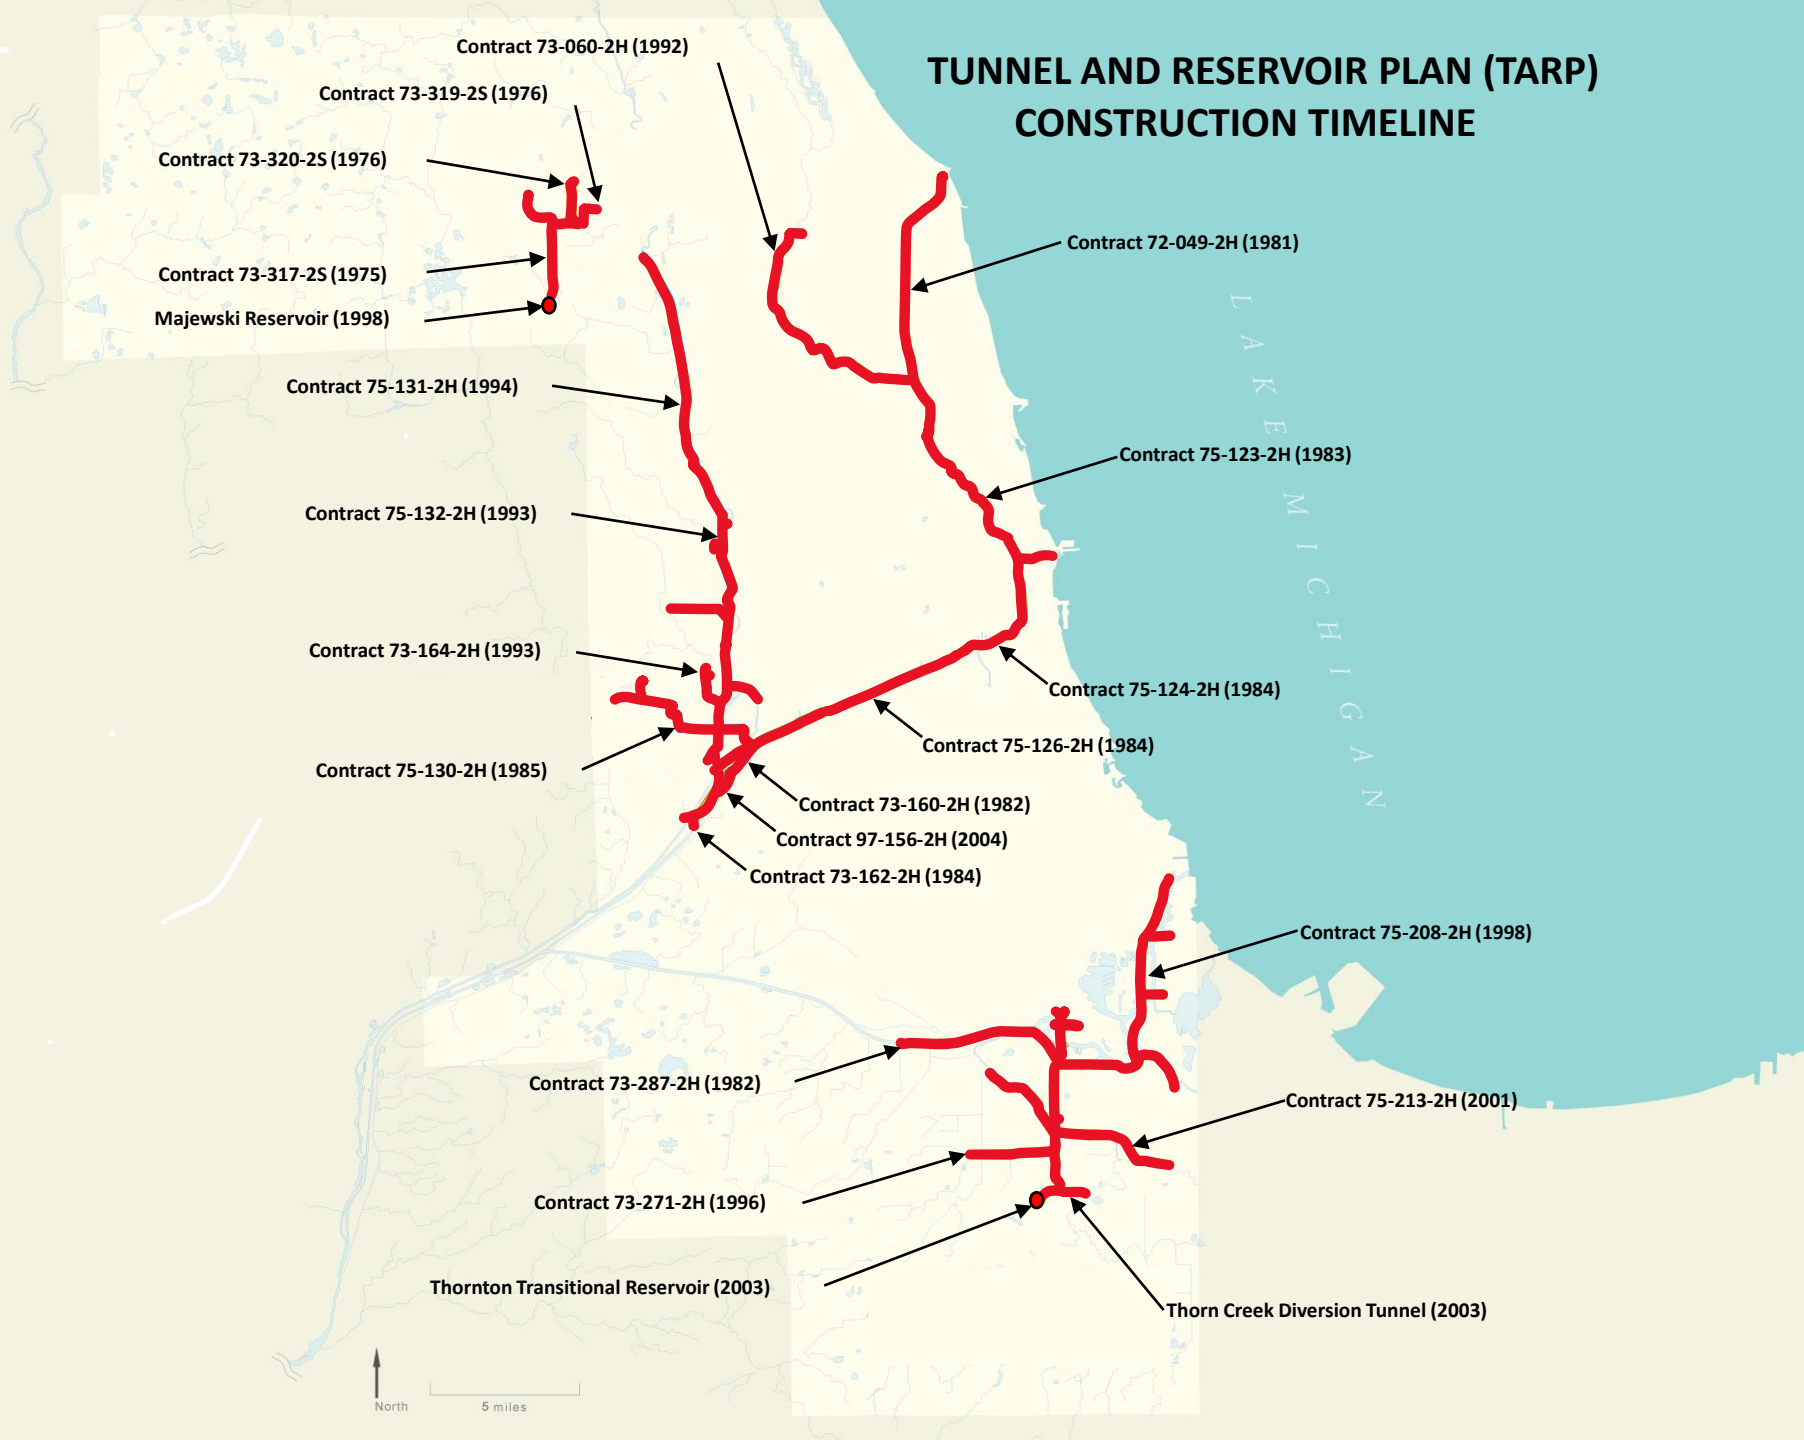 TUNNEL AND RESERVOIR PLAN (TARP)
CONSTRUCTION TIMELINE
Contract 73-060-2H (1992)
Contract 73-319-2S (1976)
Contract 73-320-2S (1976)
Contract 72-049-2H (1981)
Contract 73-317-2S (1975)
Majewski Reservoir (1998)
Contract 75-131-2H (1994)
Contract 75-123-2H (1983)
Contract 75-132-2H (1993)
LAKE MICHIGAN
Contract 73-164-2H (1993)
Contract 75-124-2H (1984)
Contract 75-126-2H (1984)
Contract 75-130-2H (1985)
Contract 73-160-2H (1982)
Contract 97-156-2H (2004)
Contract 73-162-2H (1984)
Contract 75-208-2H (1998)
Contract 73-287-2H (1982)
Contract 75-213-2H (2001)
Contract 73-271-2H (1996)
Thornton Transitional Reservoir (2003)
Thorn Creek Diversion Tunnel (2003)
North
5 miles